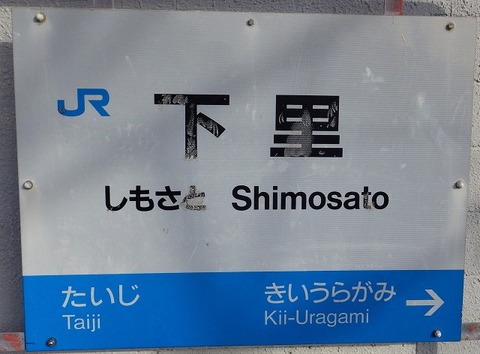 JR 下里
しもさと Shimosato
たいじ きいうらがみ →
Taiji Kii-Uragami